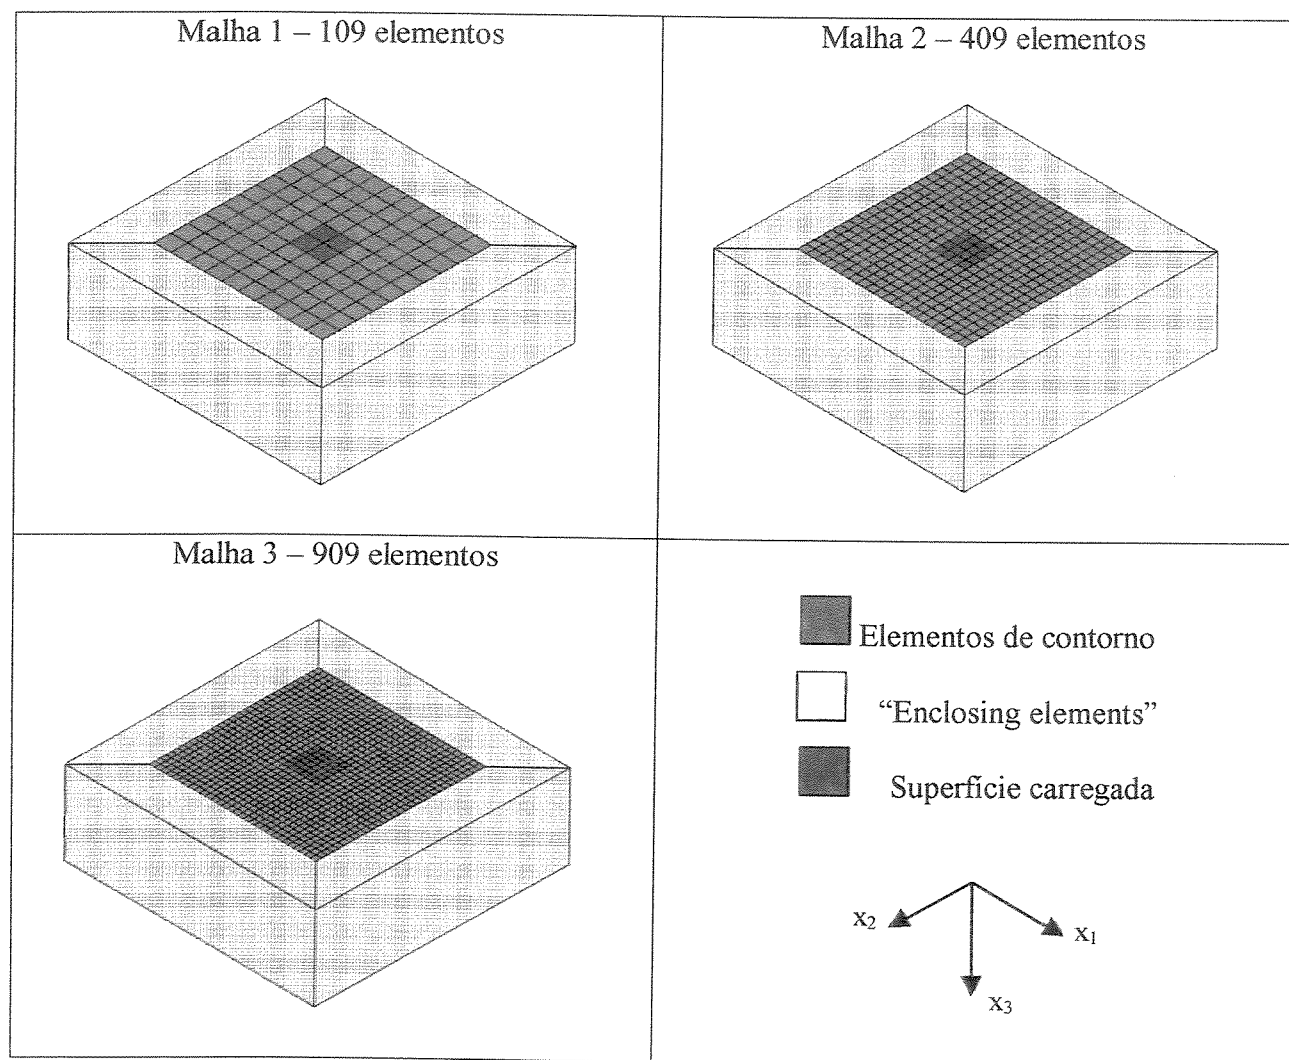 Malha 1 – 109 elementos
Malha 2 – 409 elementos
Malha 3 – 909 elementos
Elementos de contorno
“Enclosing elements”
Superfície carregada
x₂
x₁
x₃